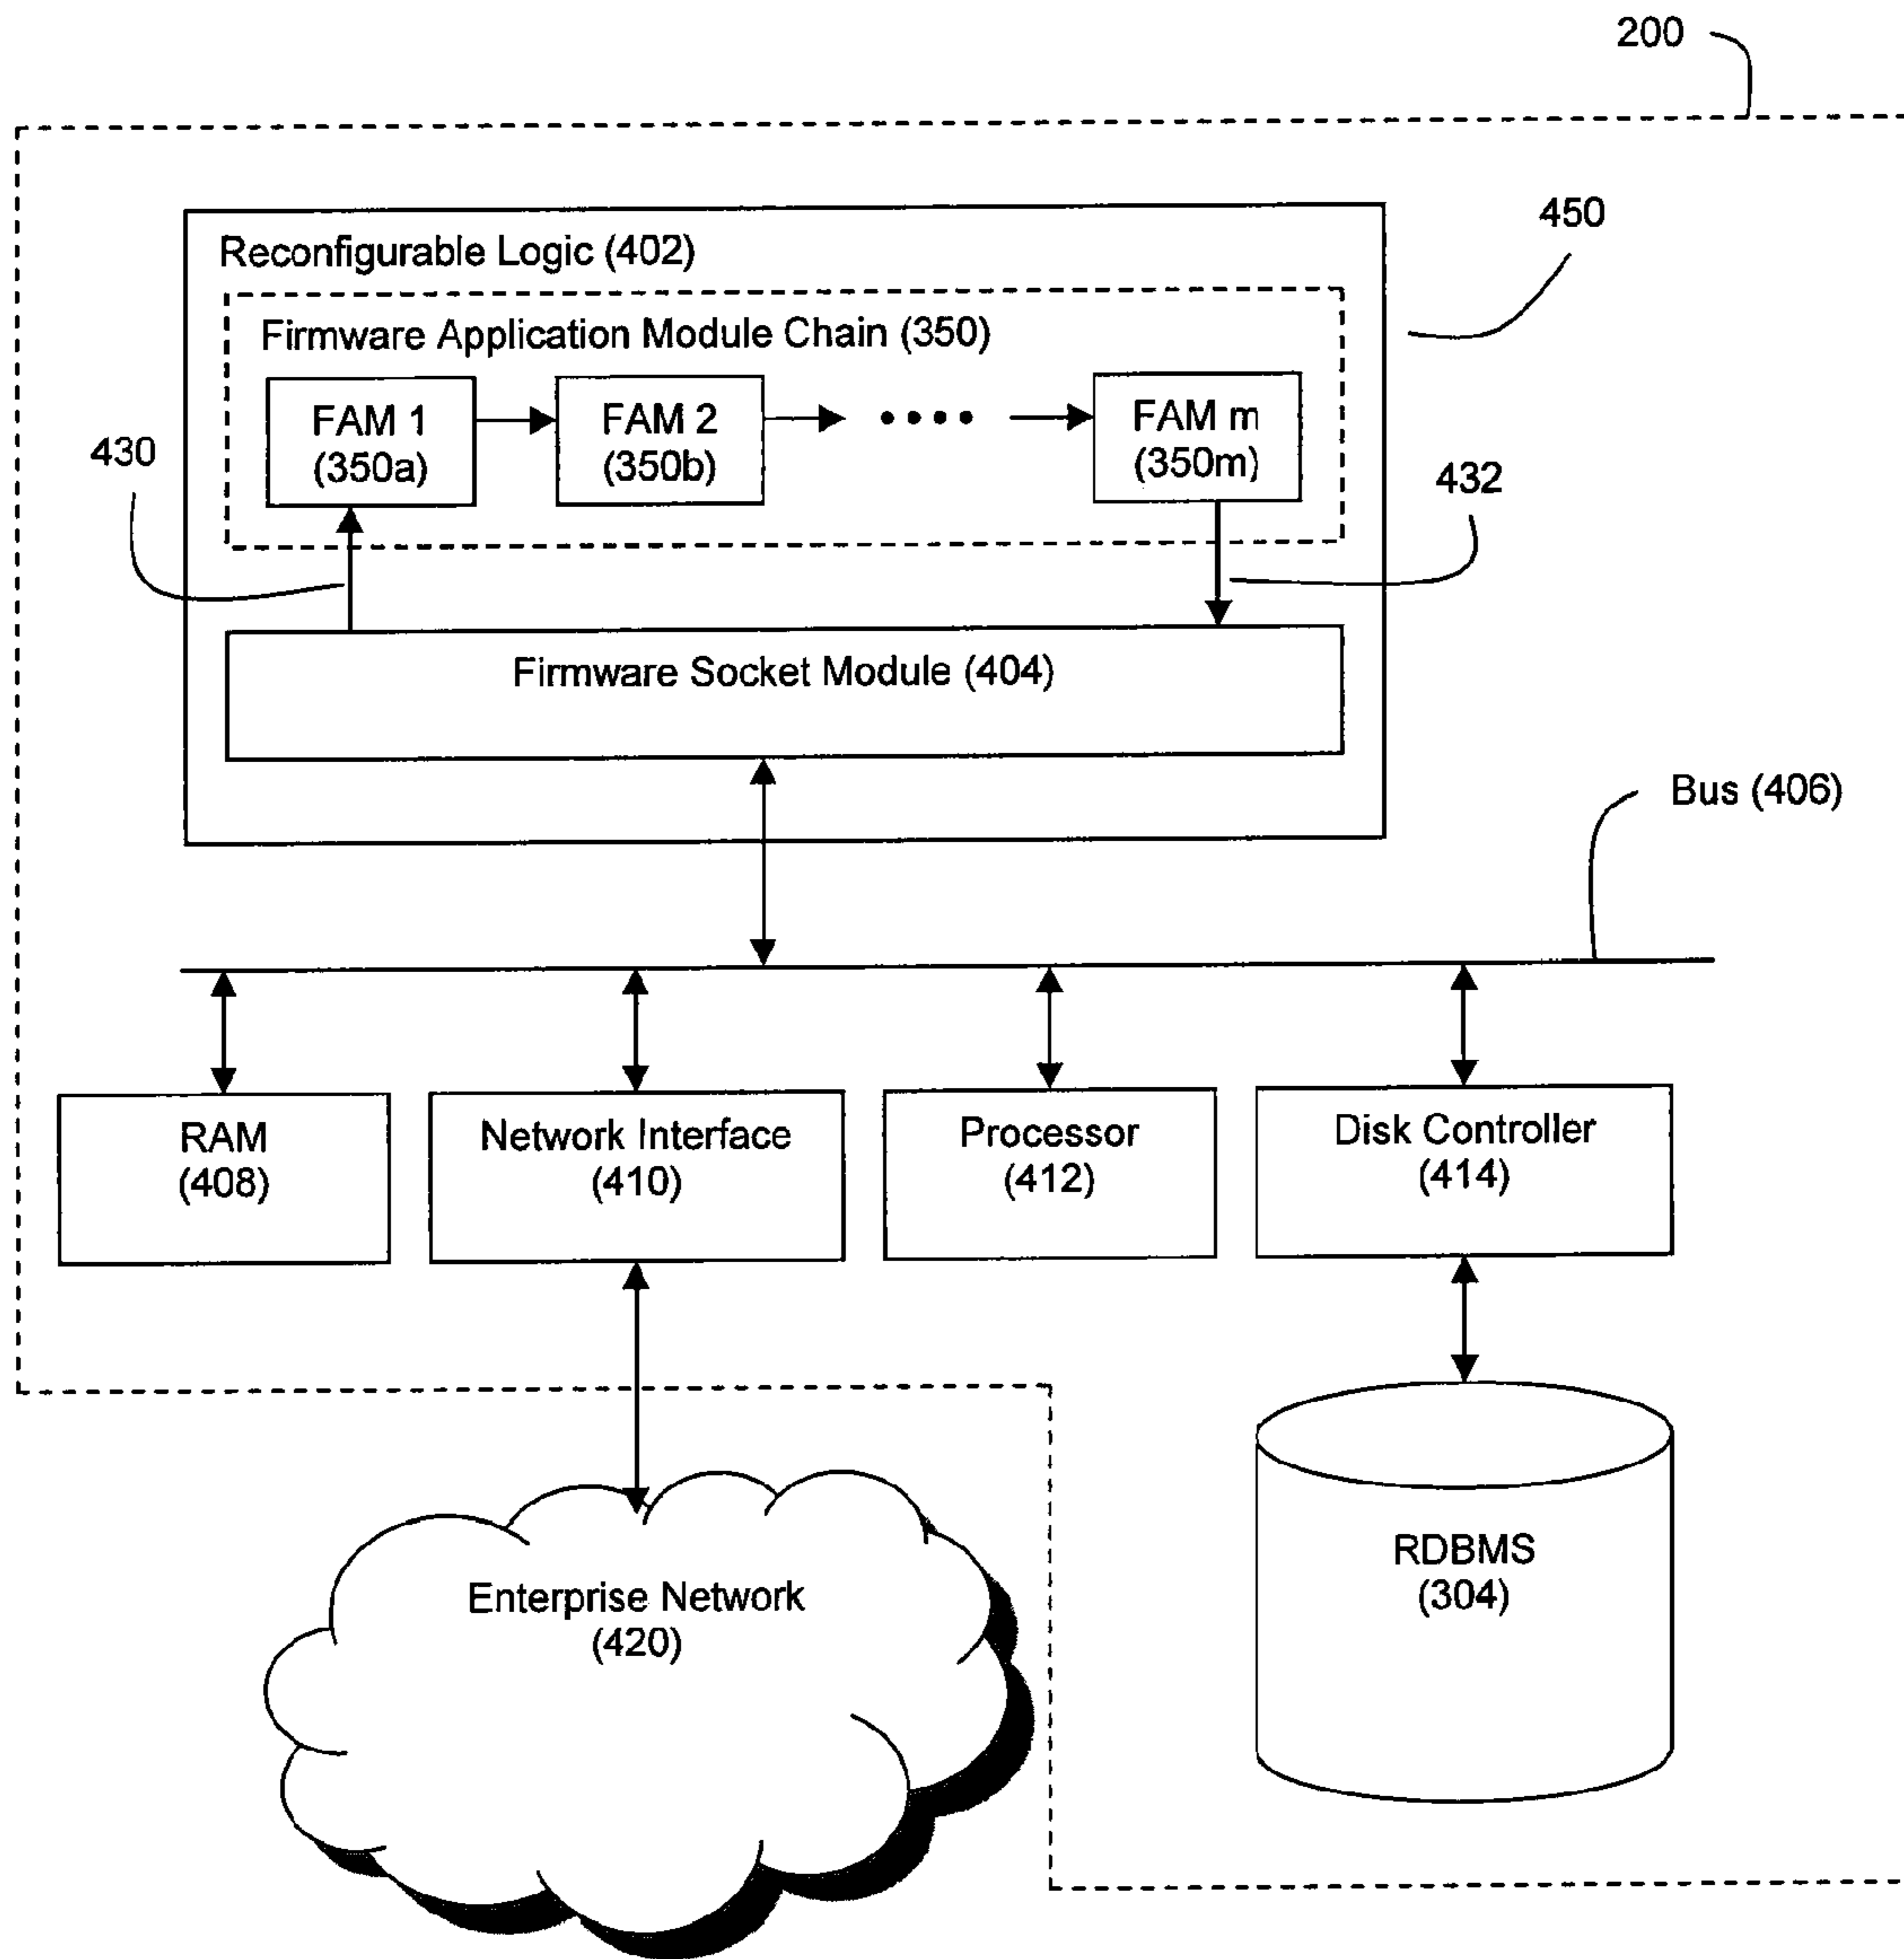 200
450
Reconfigurable Logic (402)
Firmware Application Module Chain (350)
FAM 1
(350a)
FAM 2
(350b)
FAM m
(350m)
430
432
Firmware Socket Module (404)
Bus (406)
RAM
(408)
Network Interface
(410)
Processor
(412)
Disk Controller
(414)
Enterprise Network
(420)
RDBMS
(304)